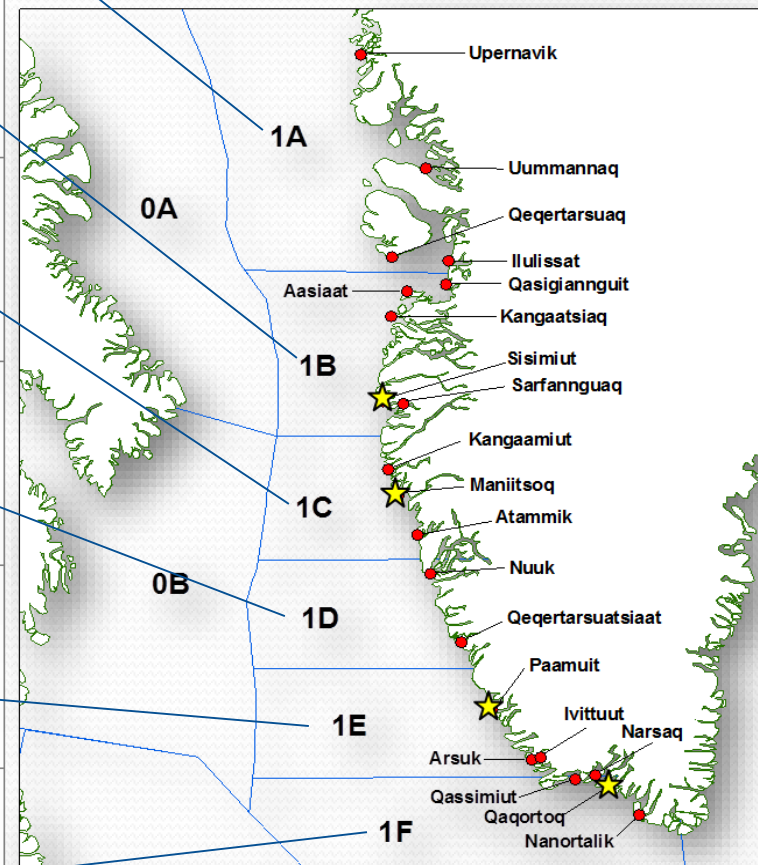 Upernavik
1A
Uummannaq
0A
Qeqertarsuaq
Ilulissat
Qasigiannguit
Aasiaat
Kangaatsiaq
1B
Sisimiut
Sarfannguaq
Kangaamiut
Maniitsoq
1C
Atammik
Nuuk
0B
1D
Qeqertarsuatsiaat
Paamuit
Ivittuut
1E
Narsaq
Arsuk
Qassimiut
Qaqortoq
1F
Nanortalik